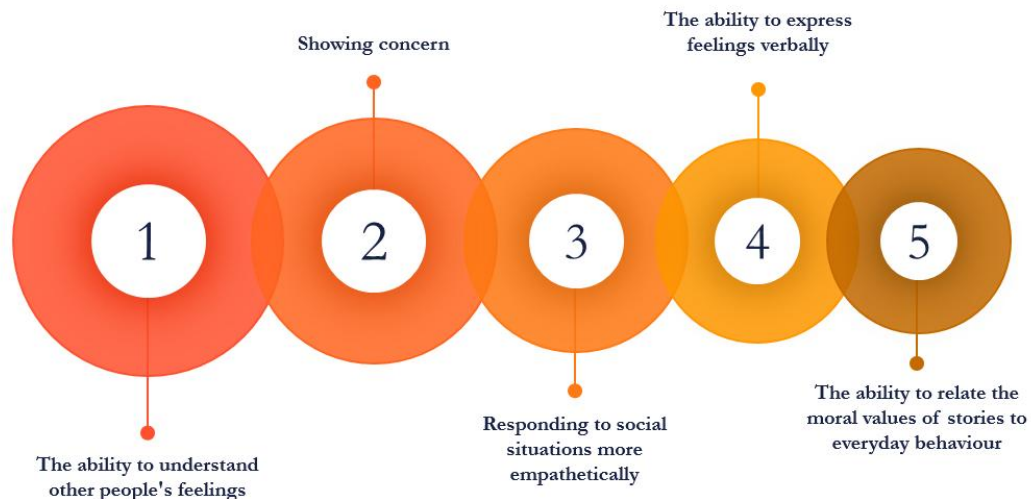 1
The ability to understand
other people's feelings
2
Showing concern
3
Responding to social
situations more
empathetically
4
The ability to express
feelings verbally
5
The ability to relate the
moral values of stories to
everyday behaviour